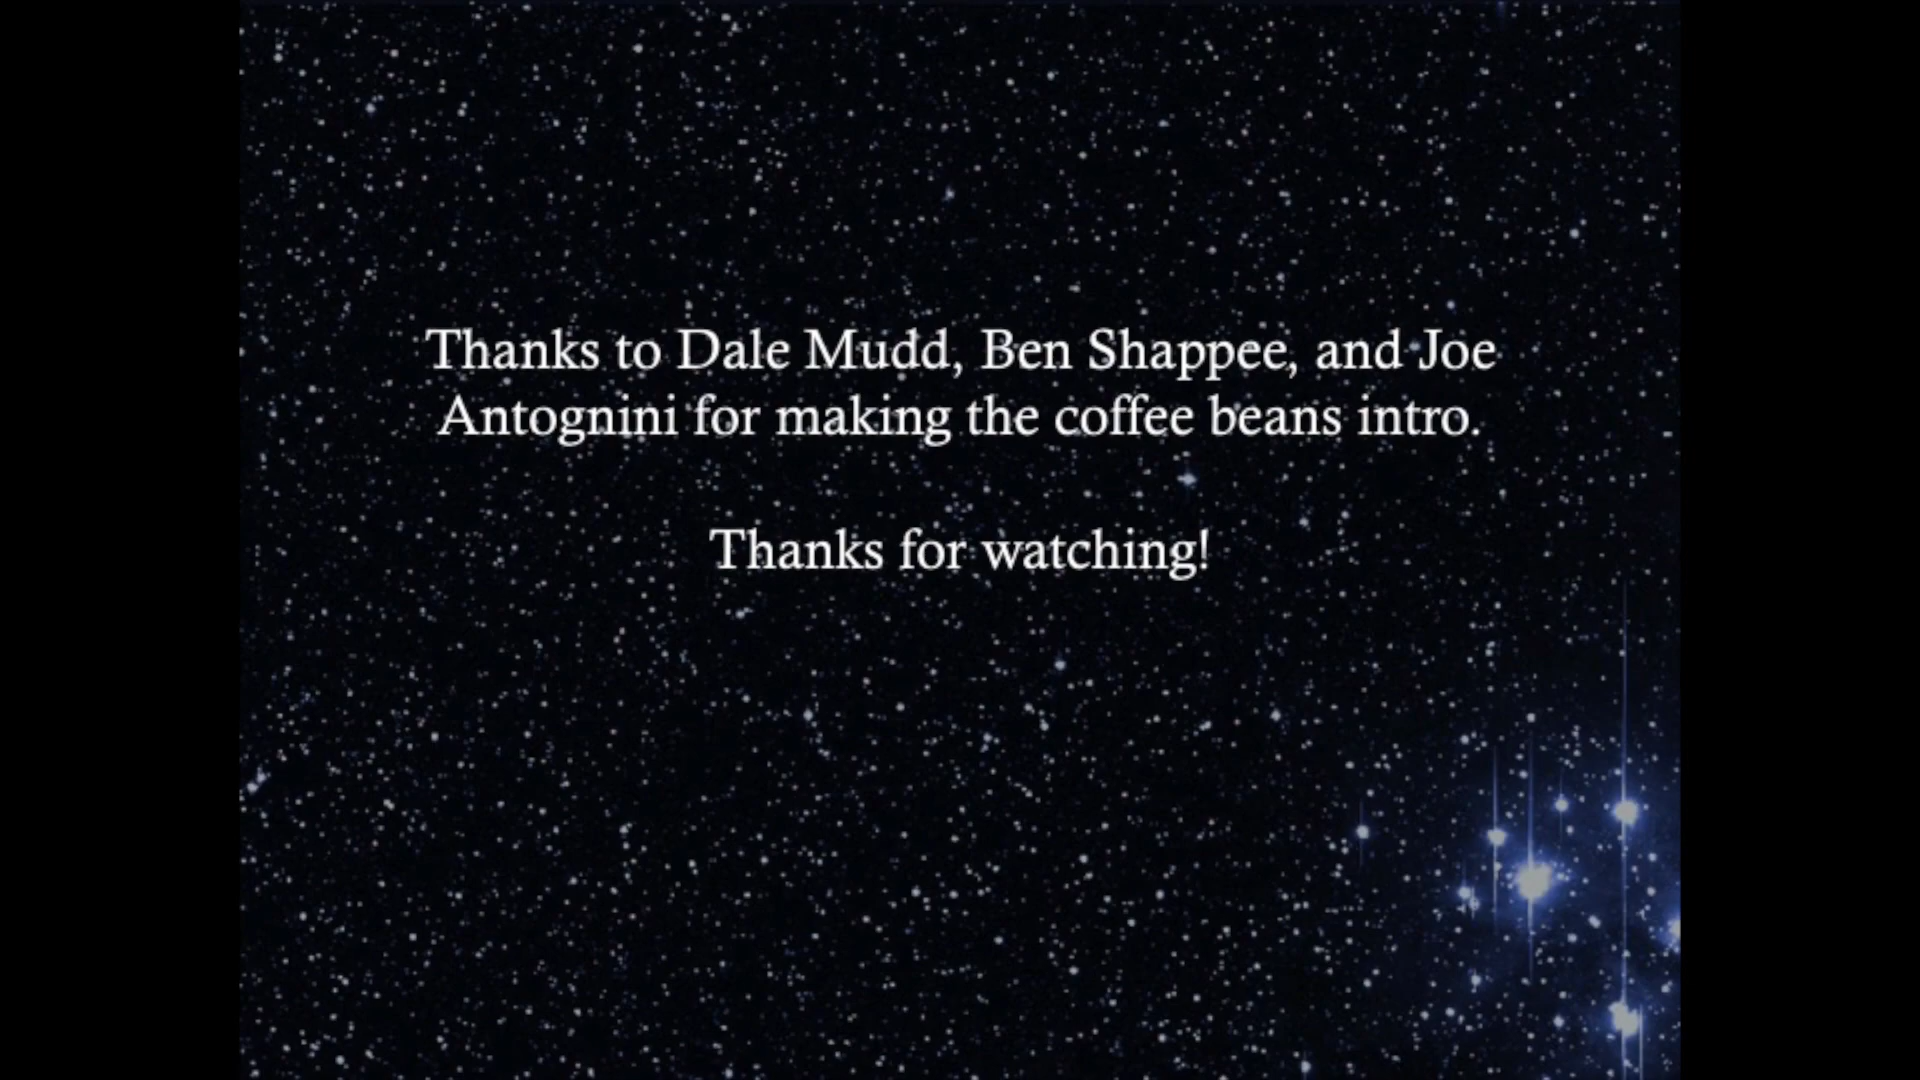 Thanks to Dale Mudd, Ben Shappee, and Joe
Antognini for making the coffee beans intro.
Thanks for watching!